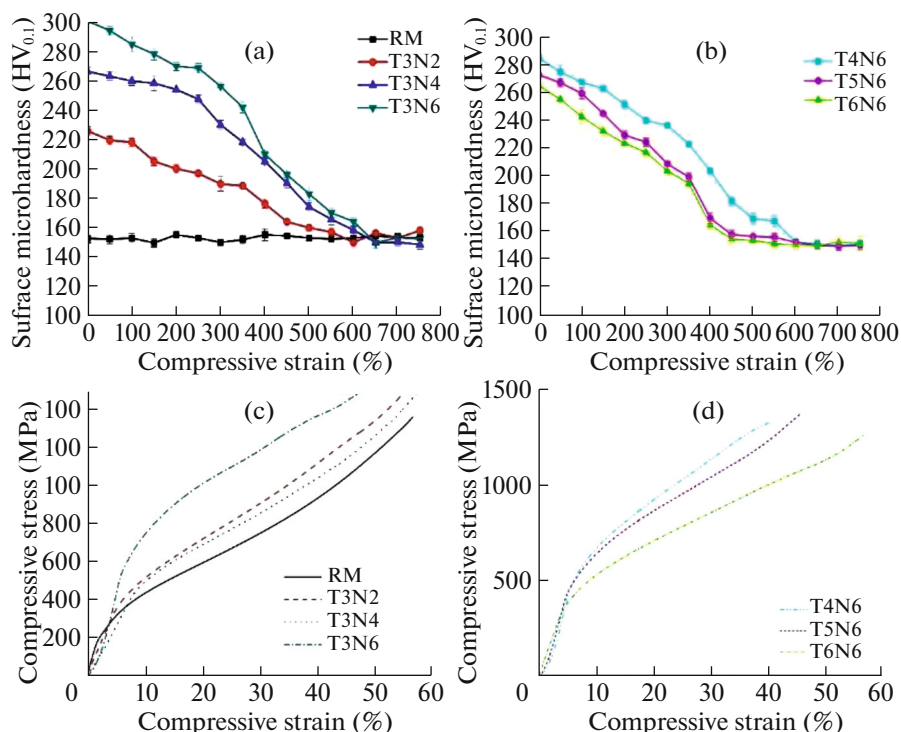 (a)
RM
T3N2
T3N4
T3N6
Sufrace microhardness (HV0.1)
300
280
260
240
220
200
180
160
140
120
100
0 100 200 300 400 500 600 700 800
Compressive strain (%)
(b)
T4N6
T5N6
T6N6
Sufrace microhardness (HV0.1)
300
280
260
240
220
200
180
160
140
120
100
0 100 200 300 400 500 600 700 800
Compressive strain (%)
(c)
Compressive stress (MPa)
100
100
100
800
600
400
200
0 10 20 30 40 50 60
RM
T3N2
T3N4
T3N6
Compressive strain (%)
(d)
Compressive stress (MPa)
1500
1000
500
0 10 20 30 40 50 60
T4N6
T5N6
T6N6
Compressive strain (%)